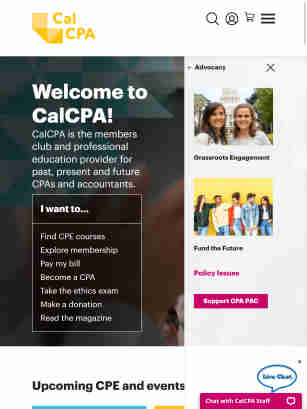 Cal
CPA
← Advocacy
Welcome to
CalCPA!
CalCPA is the members
club and professional
education provider for
past, present and future
CPAs and accountants.
I want to...
Find CPE courses
Explore membership
Pay my bill
Become a CPA
Take the ethics exam
Make a donation
Read the magazine
Grassroots Engagement
Fund the Future
Policy Issues
Support CPA PAC
Upcoming CPE and events
Live Chat
Chat with CalCPA Staff